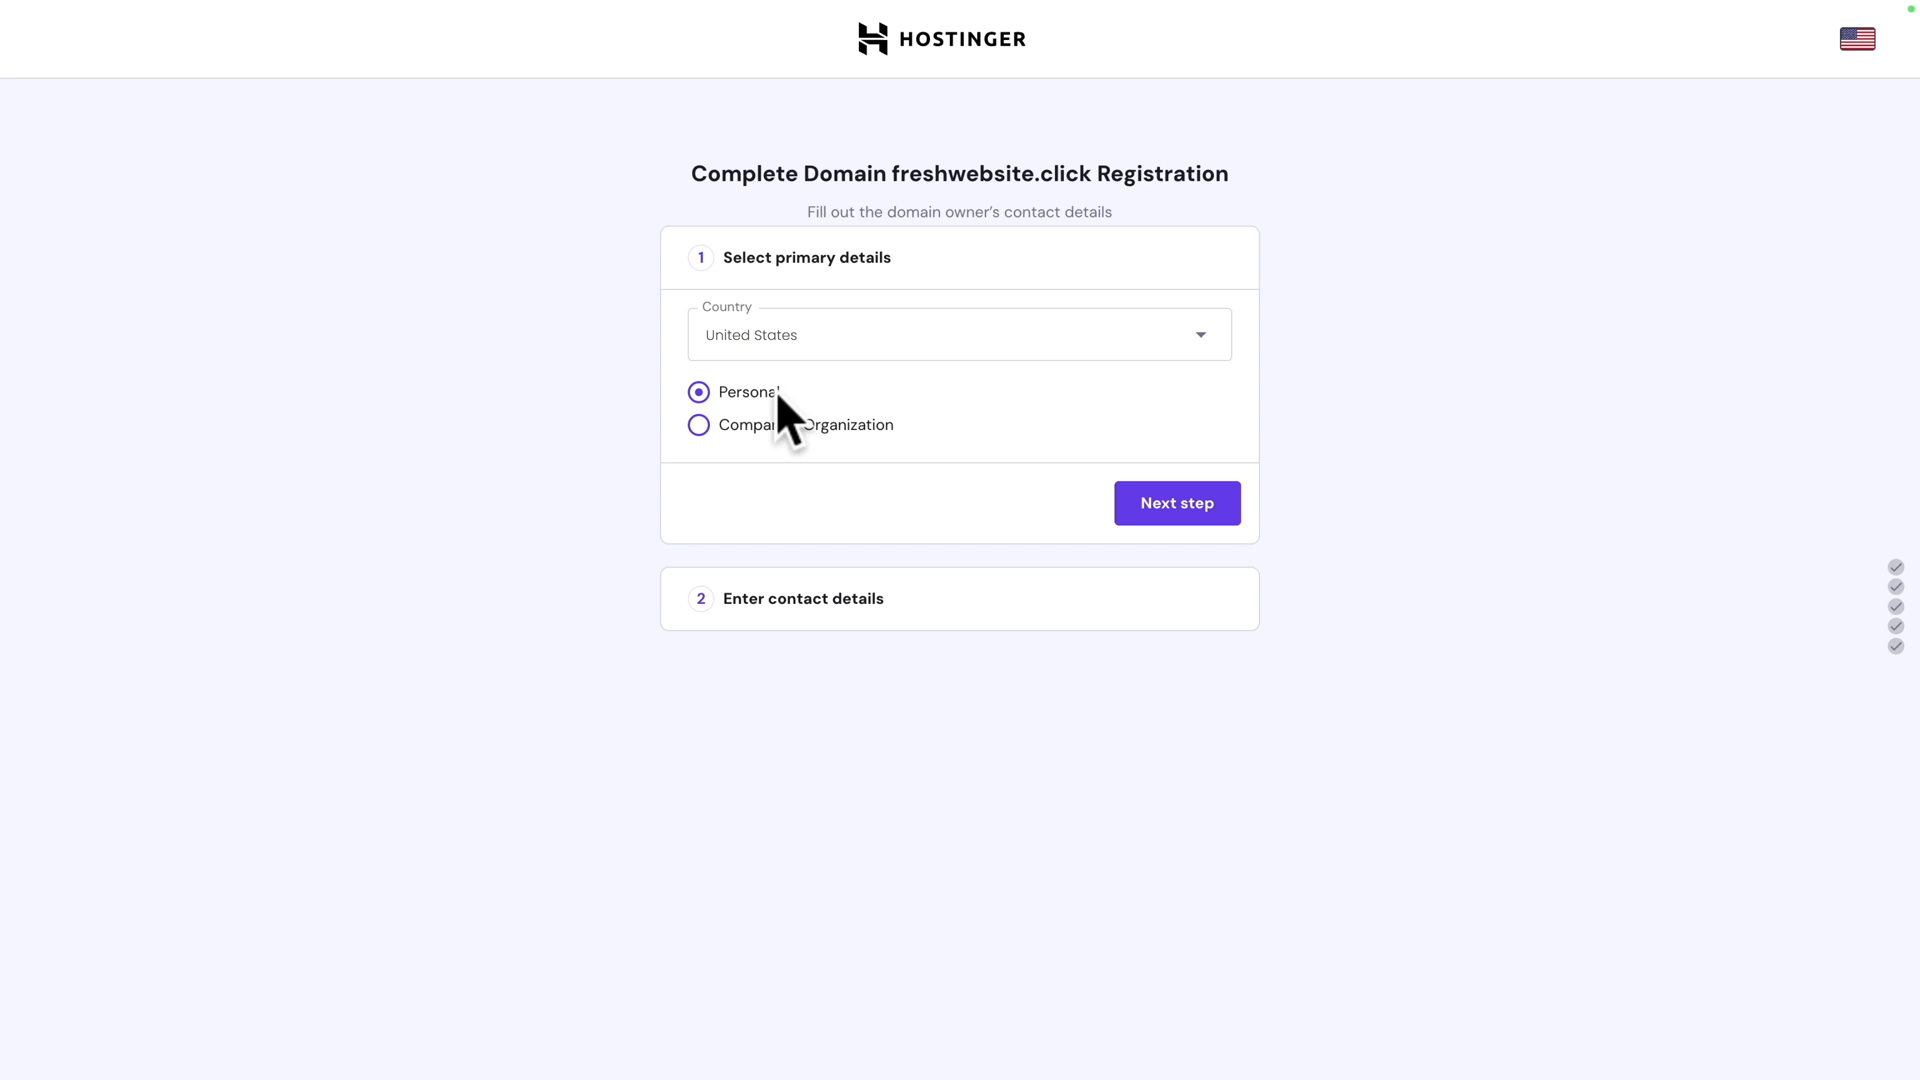 HOSTINGER
Complete Domain freshwebsite.click Registration
Fill out the domain owner's contact details
1 Select primary details
Country
United States
Personal
Organization
Next step
2 Enter contact details